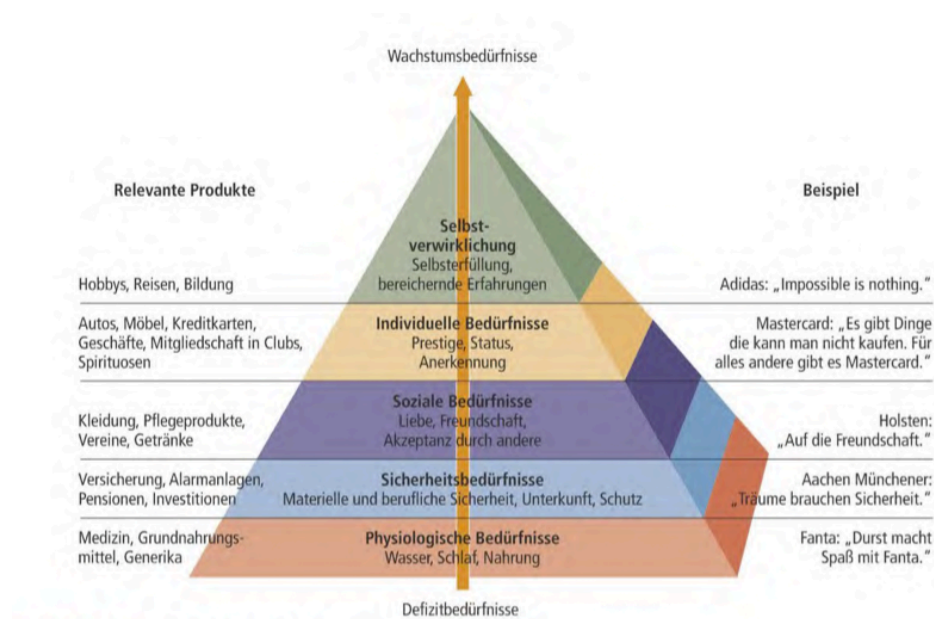 Wachstumsbedürfnisse
Relevante Produkte
Beispiel
Selbst-
verwirklichung
Selbsterfüllung,
bereichernde Erfahrungen
Hobbys, Reisen, Bildung
Adidas: „Impossible is nothing.“
Autos, Möbel, Kreditkarten,
Geschäfte, Mitgliedschaft in Clubs,
Spirituosen
Individuelle Bedürfnisse
Prestige, Status,
Anerkennung
Mastercard: „Es gibt Dinge
die kann man nicht kaufen. Für
alles andere gibt es Mastercard.“
Kleidung, Pflegeprodukte,
Vereine, Getränke
Soziale Bedürfnisse
Liebe, Freundschaft,
Akzeptanz durch andere
Holsten:
„Auf die Freundschaft.“
Versicherung, Alarmanlagen,
Pensionen, Investitionen
Sicherheitsbedürfnisse
Materielle und berufliche Sicherheit, Unterkunft, Schutz
Aachen Münchener:
„Träume brauchen Sicherheit.“
Medizin, Grundnahrungs-
mittel, Generika
Physiologische Bedürfnisse
Wasser, Schlaf, Nahrung
Fanta: „Durst macht
Spaß mit Fanta.“
Defizitbedürfnisse